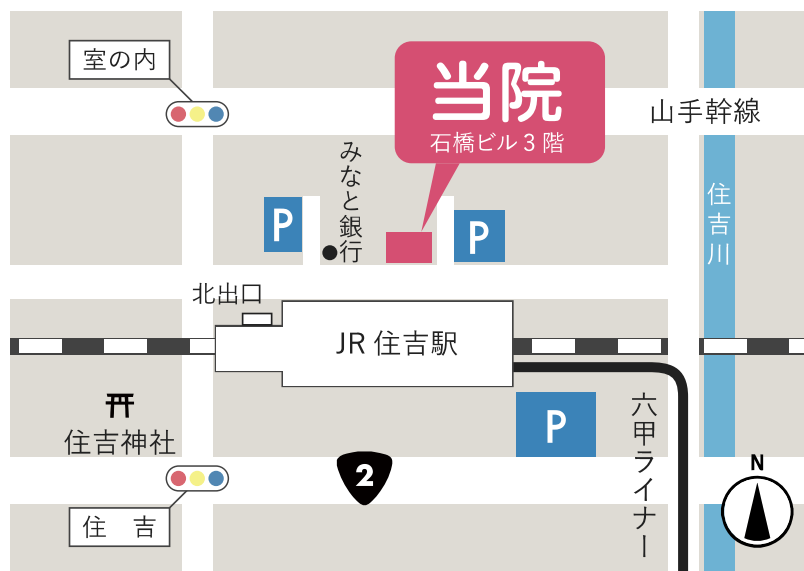 室の内
当院
石橋ビル3階
山手幹線
みなと銀行
P
P
住吉川
北出口
JR 住吉駅
住吉神社
P
六甲ライナー
2
N
住 吉